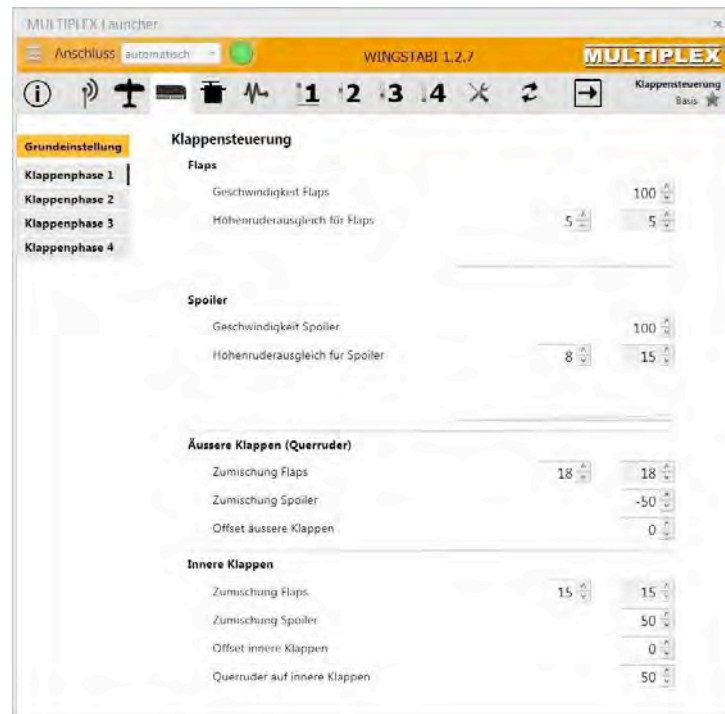 MULTIPLEX Launcher
Anschluss automatisch WINGSTABI 1.2.7 MULTIPLEX
1 2 3 4 Klappensteuerung
Basis
Grundeinstellung
Klappenphase 1
Klappenphase 2
Klappenphase 3
Klappenphase 4
Klappensteuerung
Flaps
Geschwindigkeit Flaps 100
Höhenruderausgleich für Flaps 5 5
Spoiler
Geschwindigkeit Spoiler 100
Höhenruderausgleich für Spoiler 8 15
Äussere Klappen (Querruder)
Zumischung Flaps 18 18
Zumischung Spoiler -50
Offset äussere Klappen 0
Innere Klappen
Zumischung Flaps 15 15
Zumischung Spoiler 50
Offset innere Klappen 0
Querruder auf innere Klappen 50